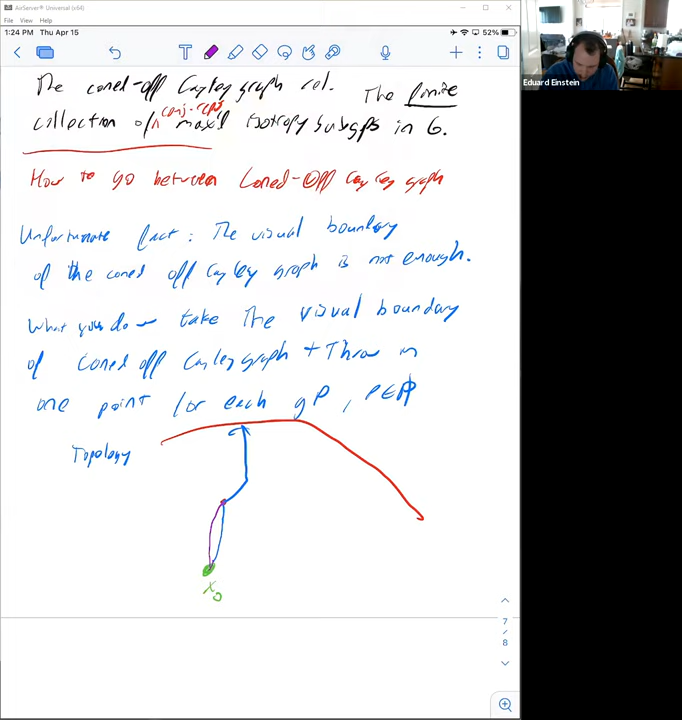 AirServer® Universal (x64)
File View Help
1:24 PM Thu Apr 15
52%
Eduard Einstein
The coned-off Cayley graph rel. The finite
conj. reps
collection of max'l isotropy subgps in G.
How to go between Coned-Off Cayley graph
Unfortunate fact: The visual boundary
of the coned off Cayley graph is not enough.
What you do - take The visual boundary
of coned off Cayley graph + Throw in
one point for each gP, P∈P
Topology
x0
7
/
8